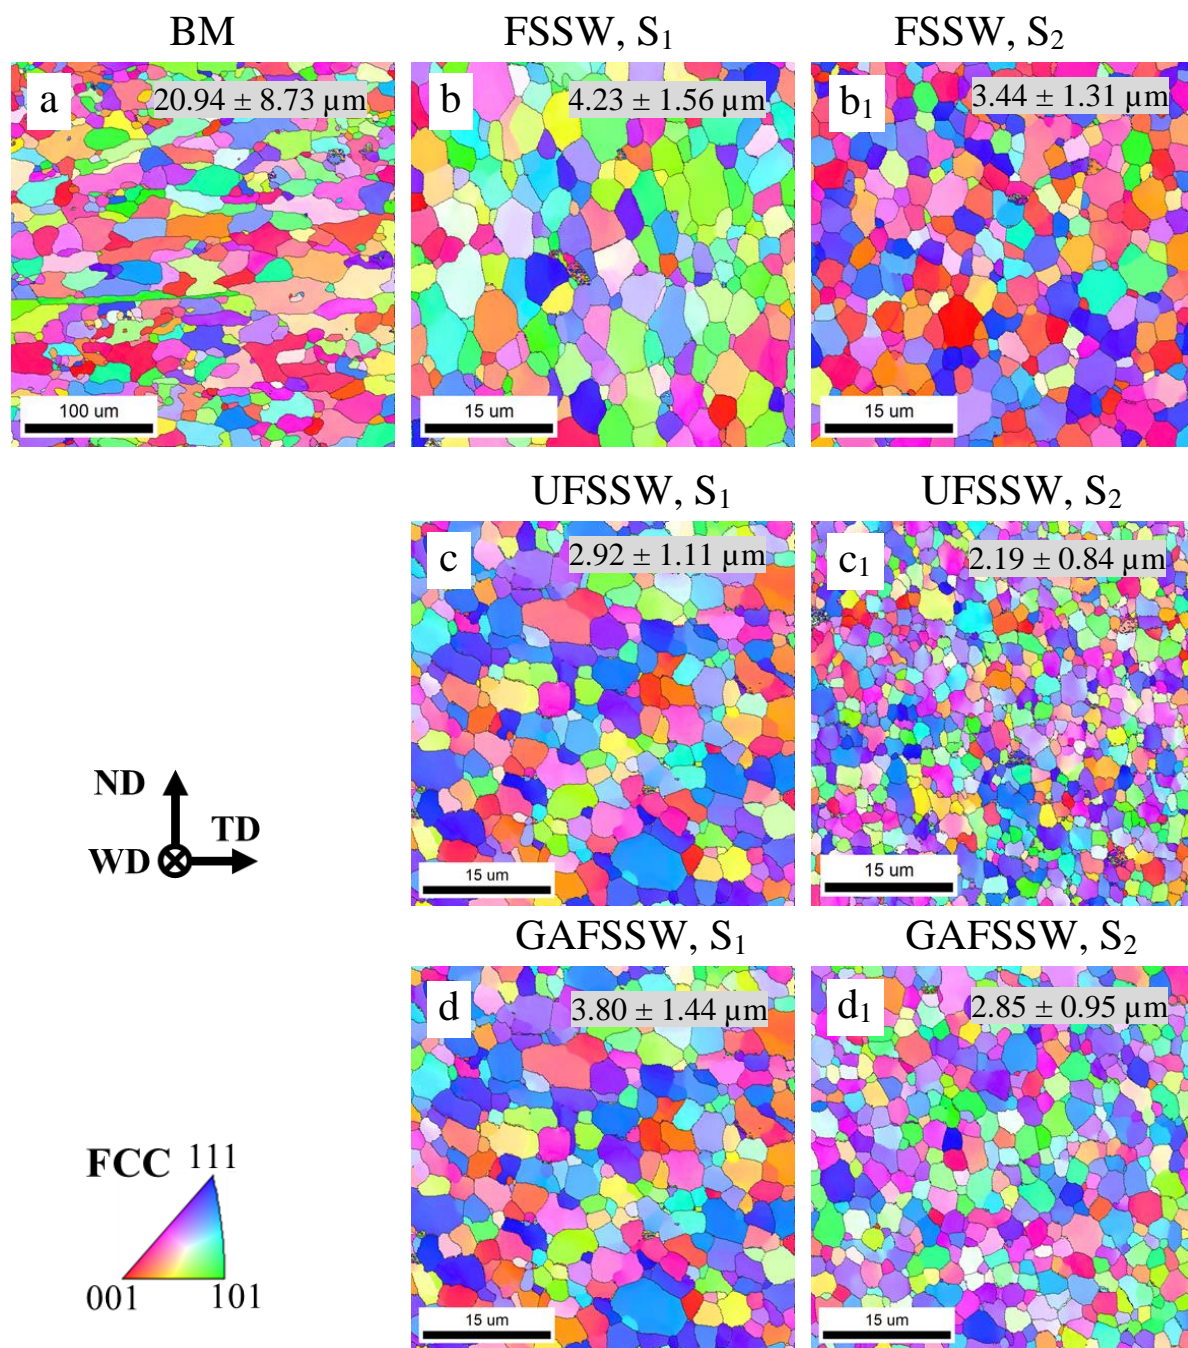 BM
FSSW, S₁
FSSW, S₂
a
20.94 ± 8.73 µm
b
4.23 ± 1.56 µm
b₁
3.44 ± 1.31 µm
100 um
15 um
15 um
UFSSW, S₁
UFSSW, S₂
c
2.92 ± 1.11 µm
c₁
2.19 ± 0.84 µm
ND
TD
WD
15 um
15 um
GAFSSW, S₁
GAFSSW, S₂
d
3.80 ± 1.44 µm
d₁
2.85 ± 0.95 µm
FCC 111
001
101
15 um
15 um